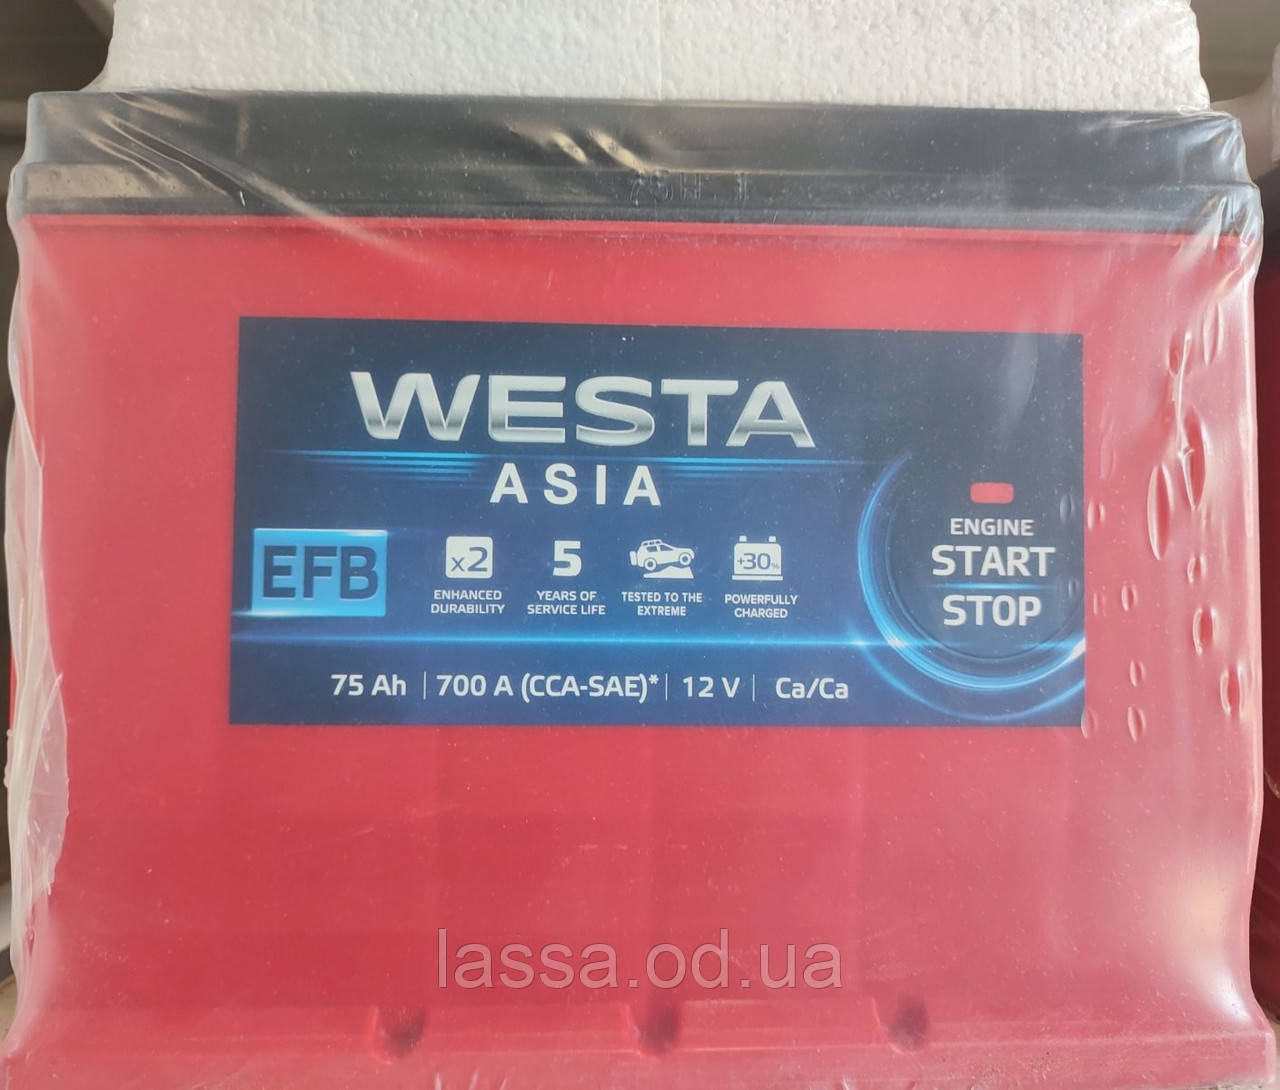 WESTA
ASIA
EFB
x2
ENHANCED
DURABILITY
5
YEARS OF
SERVICE LIFE
TESTED TO THE
EXTREME
+30%
POWERFULLY
CHARGED
ENGINE
START
STOP
75 Ah | 700 A (CCA-SAE)* | 12 V | Ca/Ca
lassa.od.ua